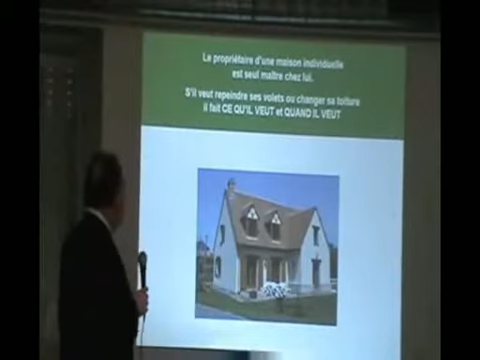 Le propriétaire d'une maison individuelle
est seul maître chez lui.
S'il veut repeindre ses volets ou changer sa toiture
il fait CE QU'IL VEUT et QUAND IL VEUT